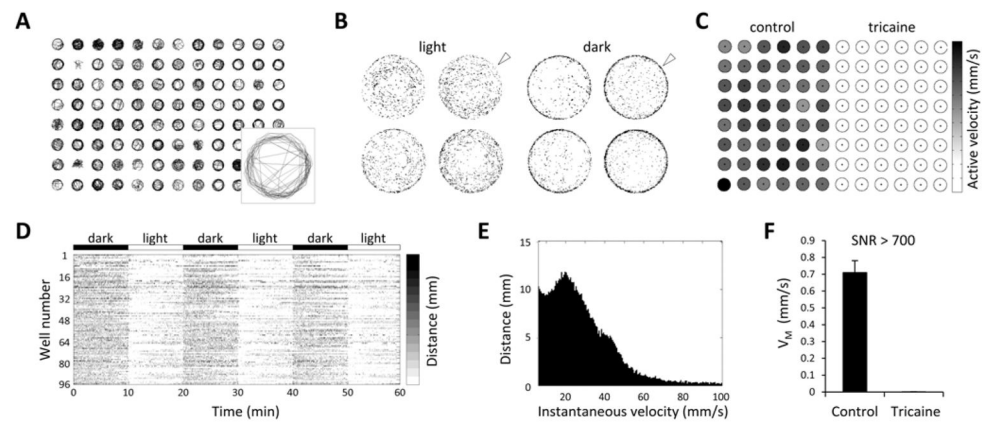 A
B
light
dark
C
control
tricaine
Active velocity (mm/s)
D
dark light dark light dark light
1
16
32
48
64
80
96
Well number
0 10 20 30 40 50 60
Time (min)
Distance (mm)
E
15
10
5
0
Distance (mm)
20 40 60 80 100
Instantaneous velocity (mm/s)
F
SNR > 700
0.9
0.8
0.7
0.6
0.5
0.4
0.3
0.2
0.1
0
V_M (mm/s)
Control Tricaine